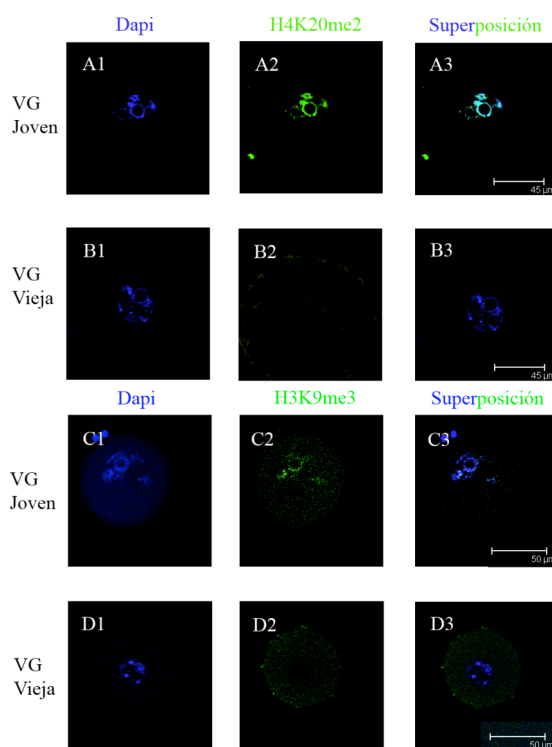 Dapi H4K20me2 Superposición
VG
Joven
A1 A2 A3
45 µm
VG
Vieja
B1 B2 B3
45 µm
Dapi H3K9me3 Superposición
VG
Joven
C1 C2 C3
50 µm
VG
Vieja
D1 D2 D3
50 µm